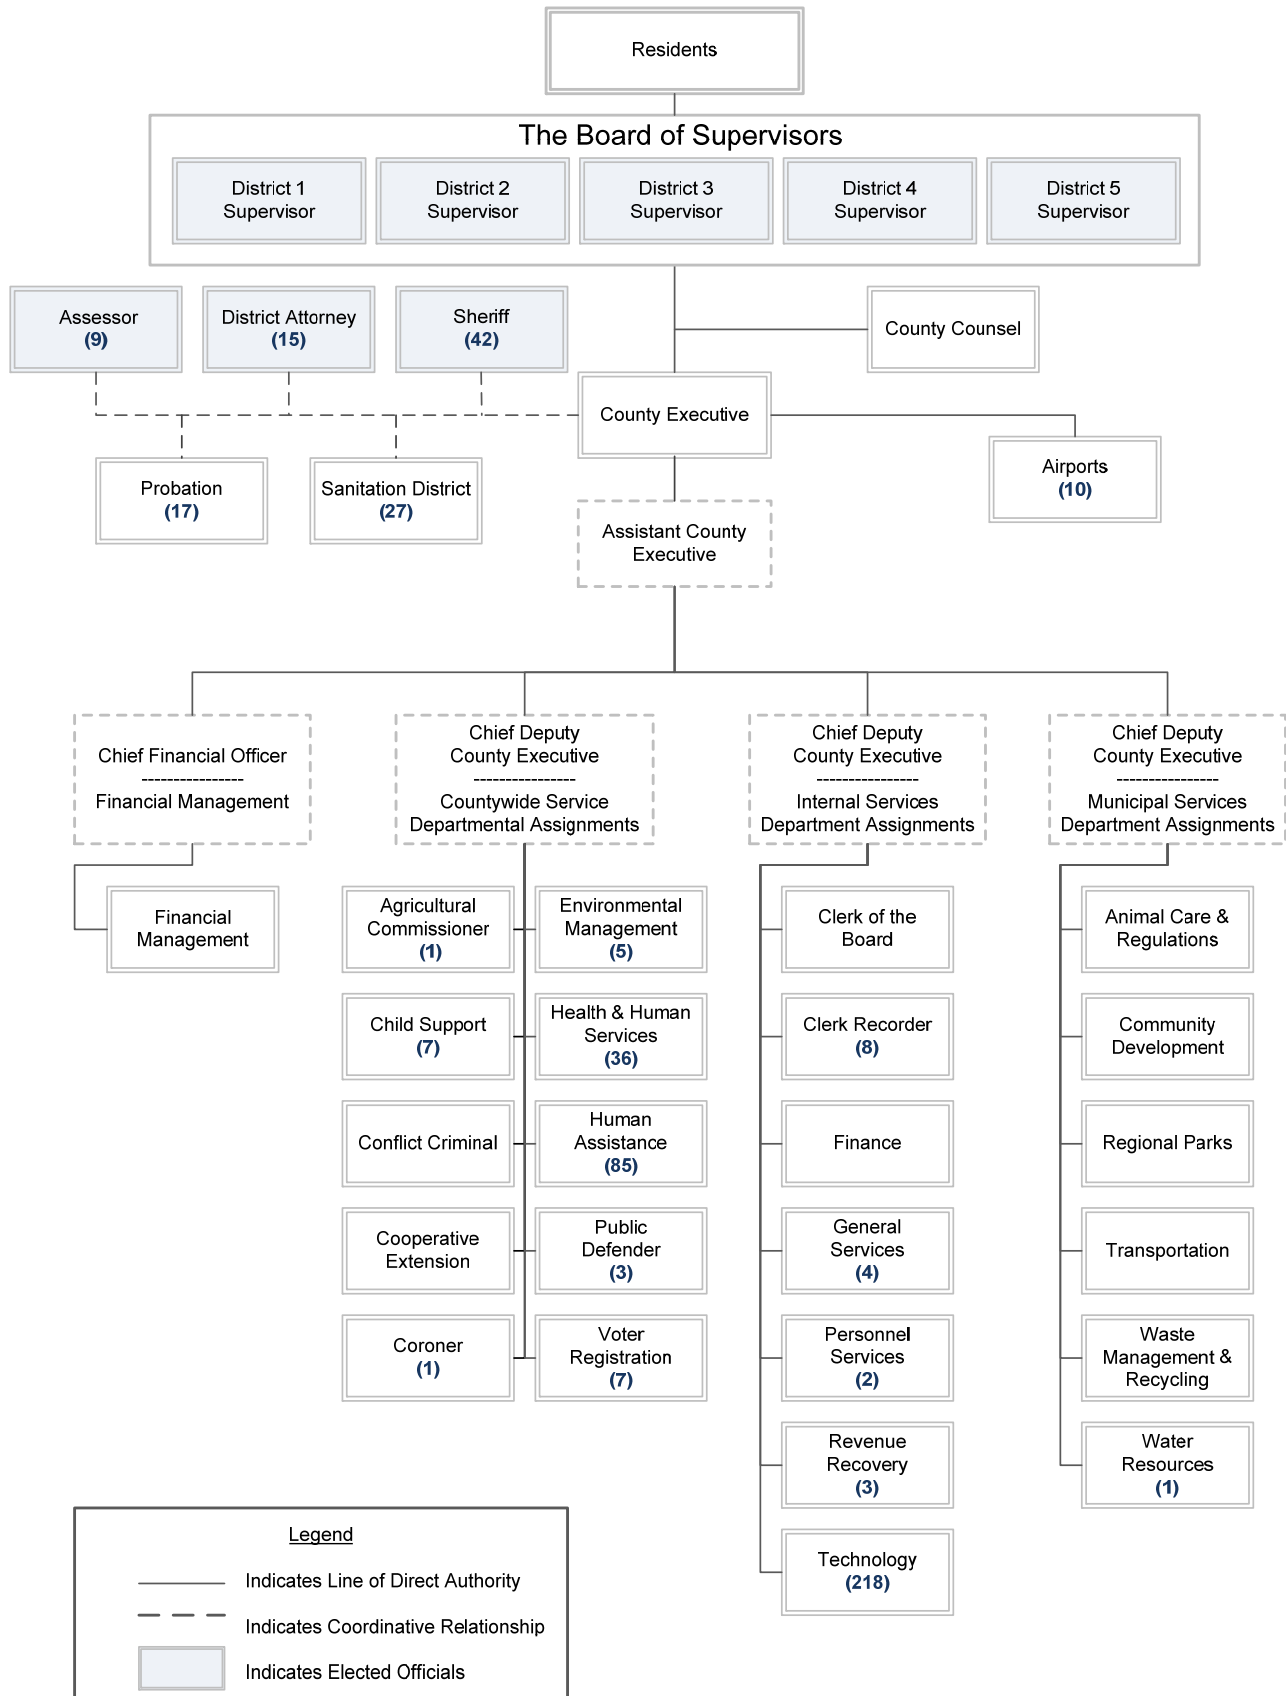 Residents
The Board of Supervisors
District 1
Supervisor
District 2
Supervisor
District 3
Supervisor
District 4
Supervisor
District 5
Supervisor
Assessor
(9)
District Attorney
(15)
Sheriff
(42)
County Counsel
County Executive
Probation
(17)
Sanitation District
(27)
Airports
(10)
Assistant County
Executive
Chief Financial Officer
----------------
Financial Management
Chief Deputy
County Executive
----------------
Countywide Service
Departmental Assignments
Chief Deputy
County Executive
----------------
Internal Services
Department Assignments
Chief Deputy
County Executive
----------------
Municipal Services
Department Assignments
Financial
Management
Agricultural
Commissioner
(1)
Environmental
Management
(5)
Child Support
(7)
Health & Human
Services
(36)
Conflict Criminal
Human
Assistance
(85)
Cooperative
Extension
Public
Defender
(3)
Coroner
(1)
Voter
Registration
(7)
Clerk of the
Board
Clerk Recorder
(8)
Finance
General
Services
(4)
Personnel
Services
(2)
Revenue
Recovery
(3)
Technology
(218)
Animal Care &
Regulations
Community
Development
Regional Parks
Transportation
Waste
Management &
Recycling
Water
Resources
(1)
Legend
Indicates Line of Direct Authority
Indicates Coordinative Relationship
Indicates Elected Officials